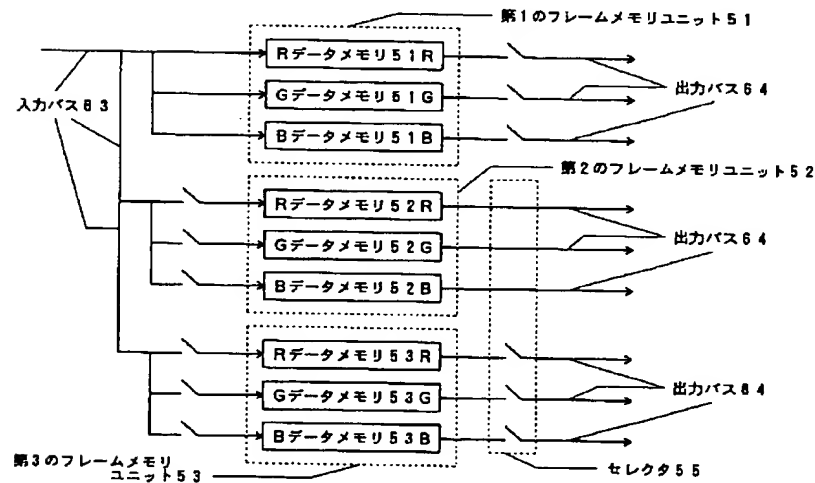 第1のフレームメモリユニット51
Rデータメモリ51R
Gデータメモリ51G
Bデータメモリ51B
入力バス63
出力バス64
第2のフレームメモリユニット52
Rデータメモリ52R
Gデータメモリ52G
Bデータメモリ52B
出力バス64
Rデータメモリ53R
Gデータメモリ53G
Bデータメモリ53B
出力バス64
第3のフレームメモリ
ユニット53
セレクタ55